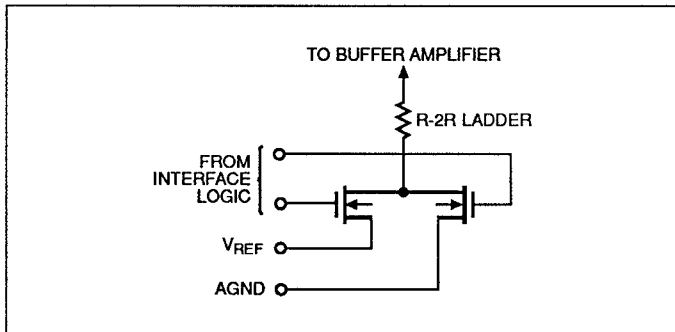 TO BUFFER AMPLIFIER
R-2R LADDER
FROM
INTERFACE
LOGIC
VREF
AGND